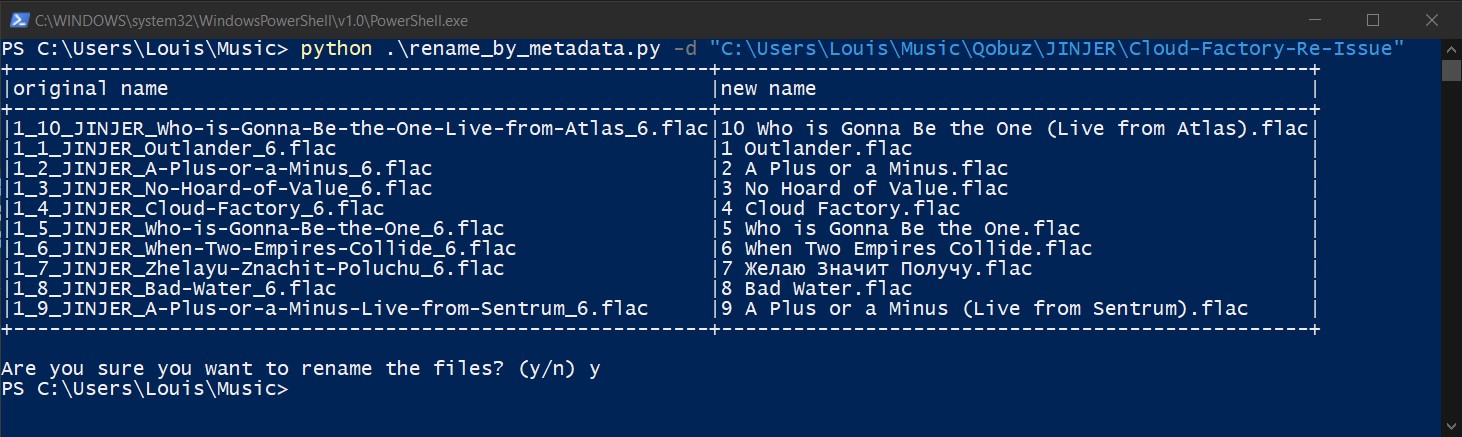 C:\WINDOWS\system32\WindowsPowerShell\v1.0\PowerShell.exe
PS C:\Users\Louis\Music> python .\rename_by_metadata.py -d "C:\Users\Louis\Music\Qobuz\JINJER\Cloud-Factory-Re-Issue"
+----------------------------------------------------------+-------------------------------------------------+
|original name                                             |new name                                         |
+----------------------------------------------------------+-------------------------------------------------+
|1_10_JINJER_Who-is-Gonna-Be-the-One-Live-from-Atlas_6.flac|10 Who is Gonna Be the One (Live from Atlas).flac|
|1_1_JINJER_Outlander_6.flac                               |1 Outlander.flac                                 |
|1_2_JINJER_A-Plus-or-a-Minus_6.flac                       |2 A Plus or a Minus.flac                         |
|1_3_JINJER_No-Hoard-of-Value_6.flac                       |3 No Hoard of Value.flac                         |
|1_4_JINJER_Cloud-Factory_6.flac                           |4 Cloud Factory.flac                             |
|1_5_JINJER_Who-is-Gonna-Be-the-One_6.flac                 |5 Who is Gonna Be the One.flac                   |
|1_6_JINJER_When-Two-Empires-Collide_6.flac                |6 When Two Empires Collide.flac                  |
|1_7_JINJER_Zhelayu-Znachit-Poluchu_6.flac                 |7 Желаю Значит Получу.flac                       |
|1_8_JINJER_Bad-Water_6.flac                               |8 Bad Water.flac                                 |
|1_9_JINJER_A-Plus-or-a-Minus-Live-from-Sentrum_6.flac     |9 A Plus or a Minus (Live from Sentrum).flac     |
+----------------------------------------------------------+-------------------------------------------------+
Are you sure you want to rename the files? (y/n) y
PS C:\Users\Louis\Music>